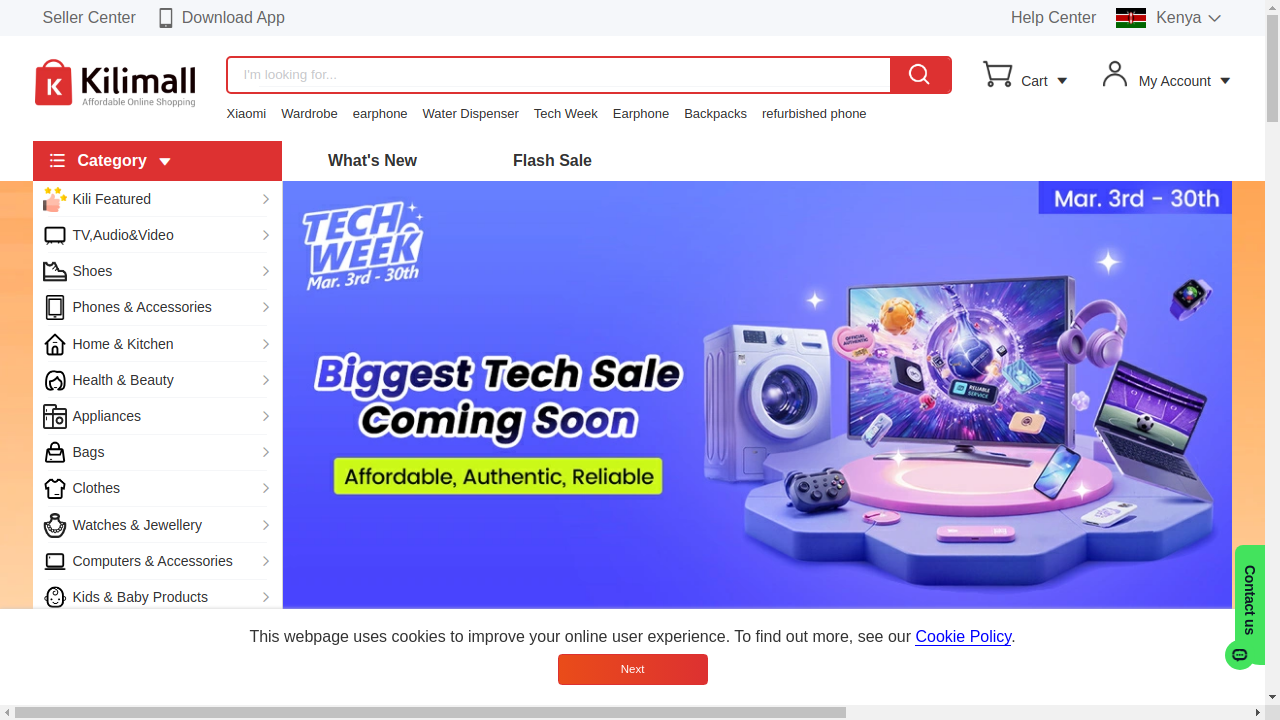 Seller Center
Download App
Help Center
Kenya
K Kilimall
Affordable Online Shopping
I'm looking for...
Cart
My Account
Xiaomi Wardrobe earphone Water Dispenser Tech Week Earphone Backpacks refurbished phone
Category
What's New
Flash Sale
Kili Featured
TV,Audio&Video
Shoes
Phones & Accessories
Home & Kitchen
Health & Beauty
Appliances
Bags
Clothes
Watches & Jewellery
Computers & Accessories
Kids & Baby Products
TECH
WEEK
Mar. 3rd - 30th
Mar. 3rd - 30th
Biggest Tech Sale
Coming Soon
Affordable, Authentic, Reliable
OFFICIAL
AUTHENTIC
RELIABLE
SERVICE
Contact us
This webpage uses cookies to improve your online user experience. To find out more, see our Cookie Policy.
Next